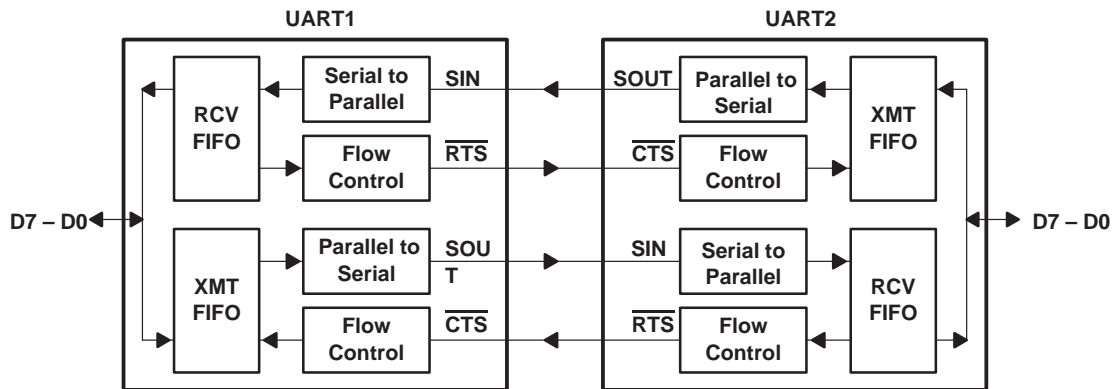 UART1
UART2
RCV
FIFO
Serial to
Parallel
SIN
SOUT
Parallel to
Serial
XMT
FIFO
Flow
Control
RTS
CTS
Flow
Control
D7 – D0
D7 – D0
XMT
FIFO
Parallel to
Serial
SOU
T
SIN
Serial to
Parallel
RCV
FIFO
Flow
Control
CTS
RTS
Flow
Control